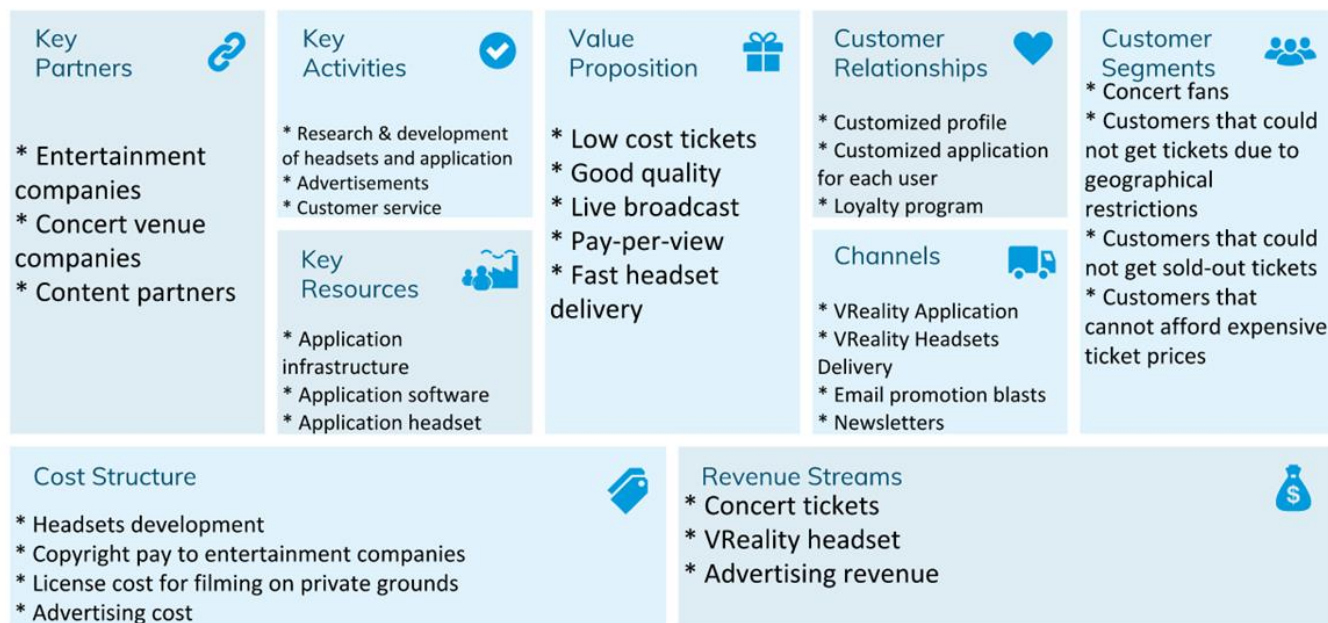 Key
Partners
* Entertainment
companies
* Concert venue
companies
* Content partners
Key
Activities
* Research & development
of headsets and application
* Advertisements
* Customer service
Key
Resources
* Application
infrastructure
* Application software
* Application headset
Value
Proposition
* Low cost tickets
* Good quality
* Live broadcast
* Pay-per-view
* Fast headset
delivery
Customer
Relationships
* Customized profile
* Customized application
for each user
* Loyalty program
Channels
* VReality Application
* VReality Headsets
Delivery
* Email promotion blasts
* Newsletters
Customer
Segments
* Concert fans
* Customers that could
not get tickets due to
geographical
restrictions
* Customers that could
not get sold-out tickets
* Customers that
cannot afford expensive
ticket prices
Cost Structure
* Headsets development
* Copyright pay to entertainment companies
* License cost for filming on private grounds
* Advertising cost
Revenue Streams
* Concert tickets
* VReality headset
* Advertising revenue
$